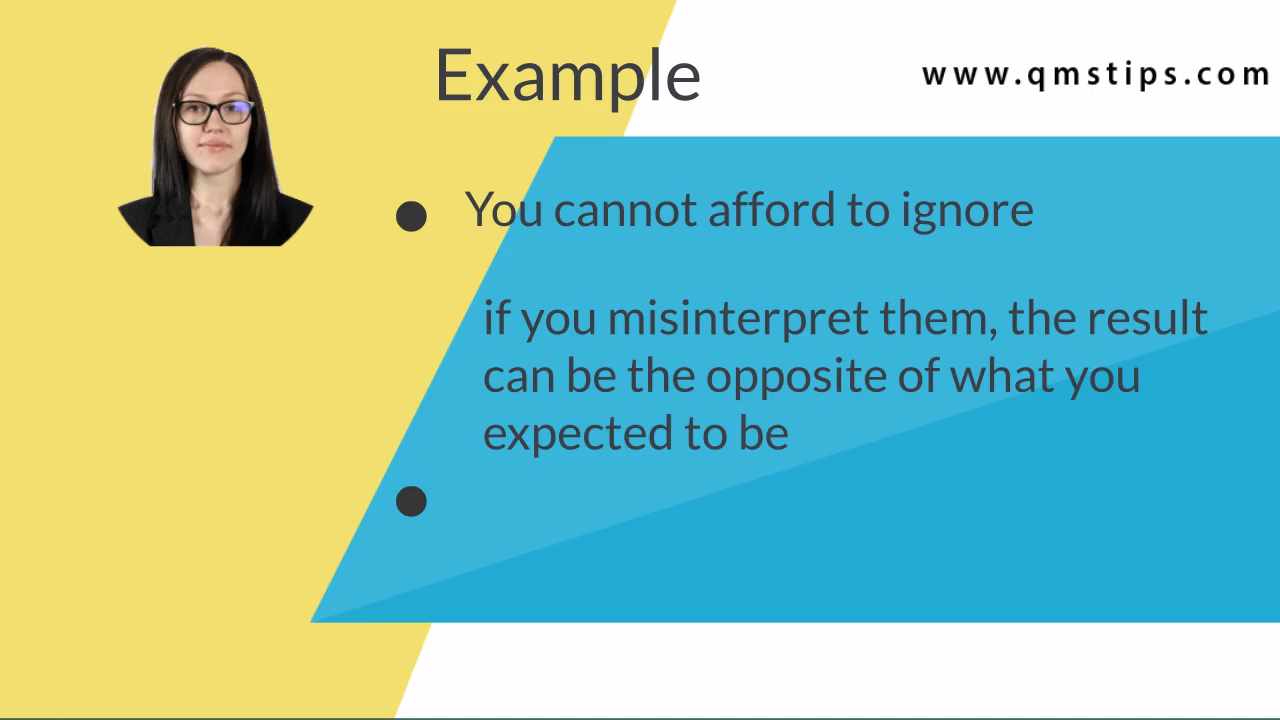 Example
www.qmstips.com
You cannot afford to ignore
if you misinterpret them, the result
can be the opposite of what you
expected to be